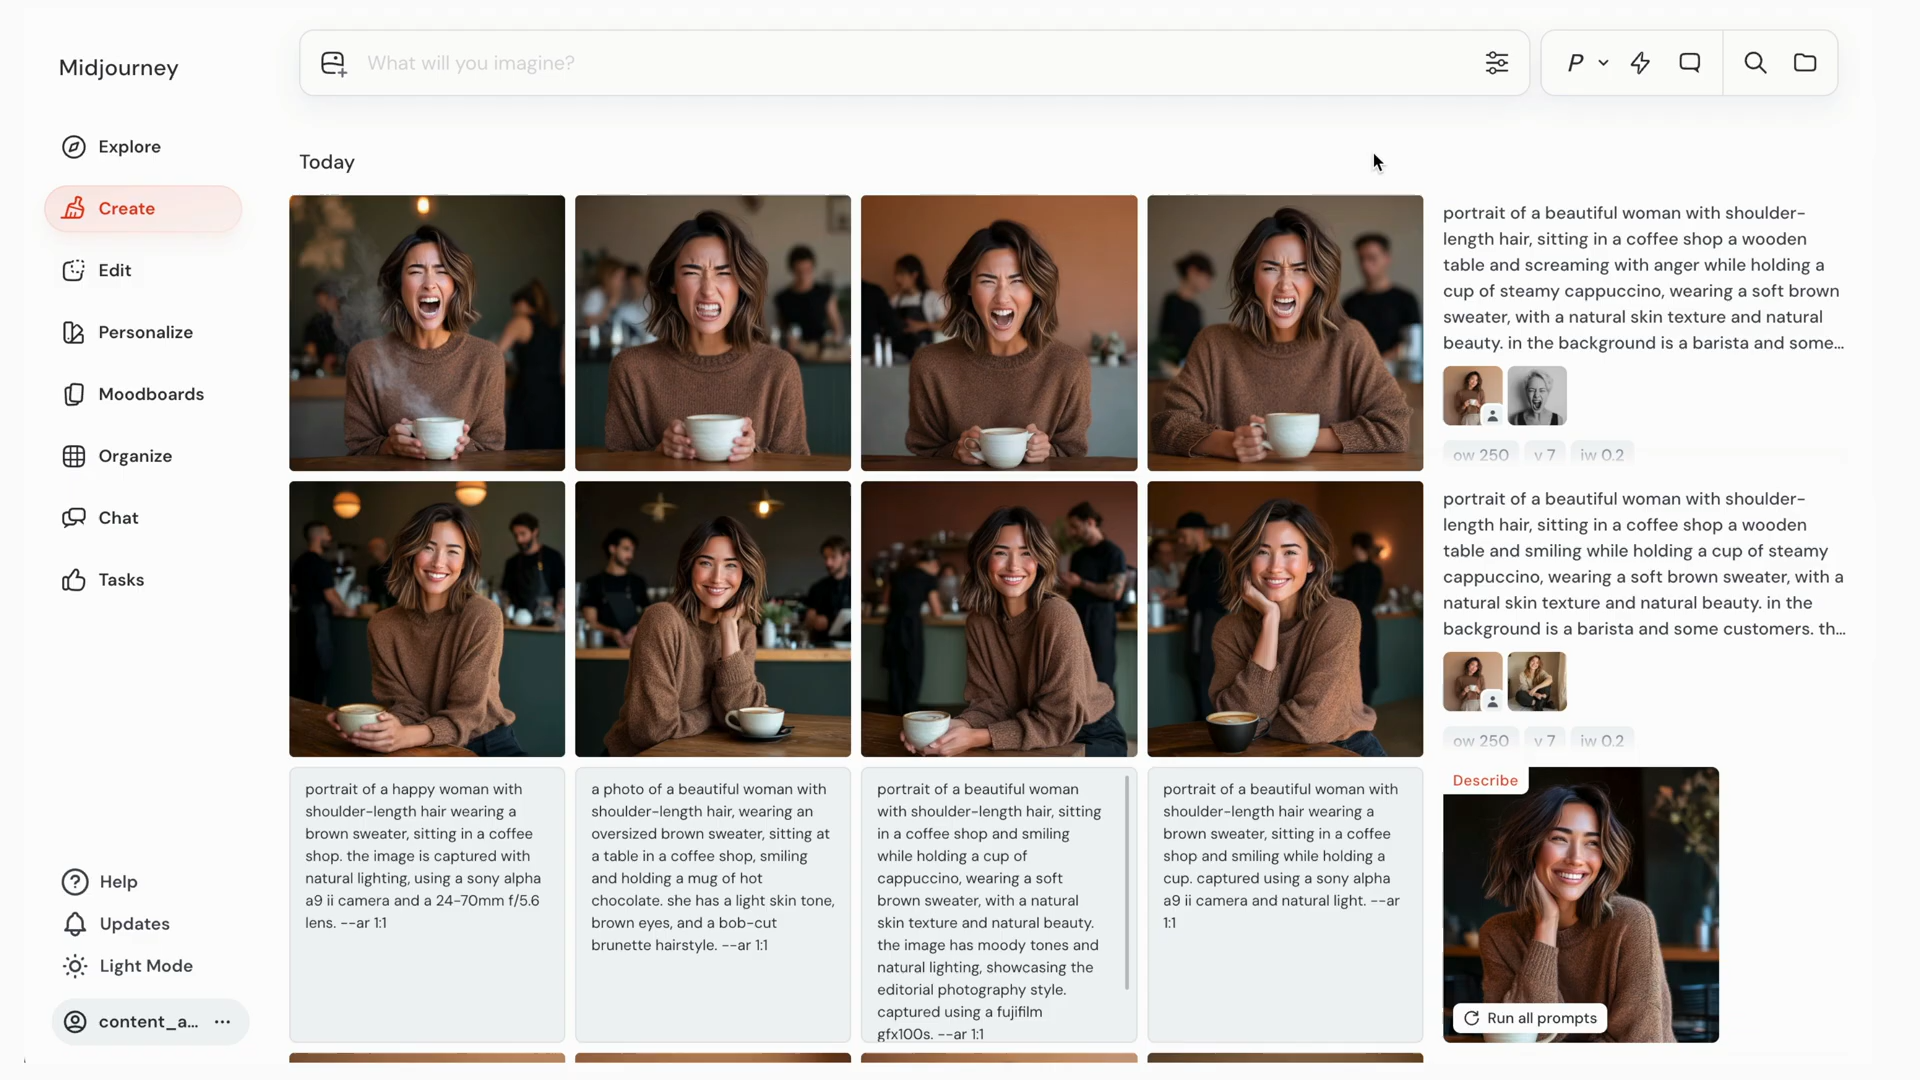 Midjourney
What will you imagine?
P
Explore
Create
Edit
Personalize
Moodboards
Organize
Chat
Tasks
Help
Updates
Light Mode
content_a...
Today
portrait of a beautiful woman with shoulder-
length hair, sitting in a coffee shop a wooden
table and screaming with anger while holding a
cup of steamy cappuccino, wearing a soft brown
sweater, with a natural skin texture and natural
beauty. in the background is a barista and some...
ow 250
v 7
iw 0.2
portrait of a beautiful woman with shoulder-
length hair, sitting in a coffee shop a wooden
table and smiling while holding a cup of steamy
cappuccino, wearing a soft brown sweater, with a
natural skin texture and natural beauty. in the
background is a barista and some customers. th...
ow 250
v 7
iw 0.2
portrait of a happy woman with
shoulder-length hair wearing a
brown sweater, sitting in a coffee
shop. the image is captured with
natural lighting, using a sony alpha
a9 ii camera and a 24-70mm f/5.6
lens. --ar 1:1
a photo of a beautiful woman with
shoulder-length hair, wearing an
oversized brown sweater, sitting at
a table in a coffee shop, smiling
and holding a mug of hot
chocolate. she has a light skin tone,
brown eyes, and a bob-cut
brunette hairstyle. --ar 1:1
portrait of a beautiful woman
with shoulder-length hair, sitting
in a coffee shop and smiling
while holding a cup of
cappuccino, wearing a soft
brown sweater, with a natural
skin texture and natural beauty.
the image has moody tones and
natural lighting, showcasing the
editorial photography style.
captured using a fujifilm
gfx100s. --ar 1:1
portrait of a beautiful woman with
shoulder-length hair wearing a
brown sweater, sitting in a coffee
shop and smiling while holding a
cup. captured using a sony alpha
a9 ii camera and natural light. --ar
1:1
Describe
Run all prompts